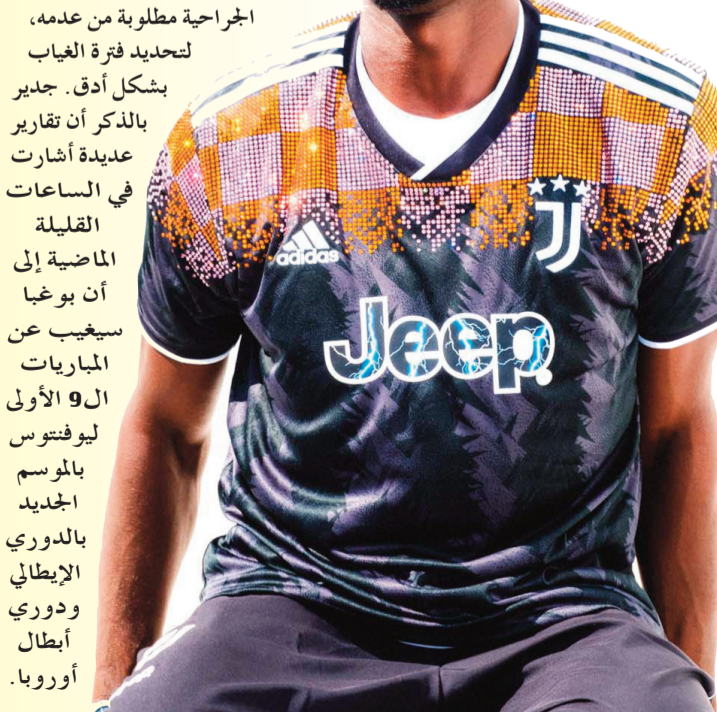 الجراحية مطلوبة من عدمه،
لتحديد فترة الغياب
بشكل أدق. جدير
بالذكر أن تقارير
عديدة أشارت
في الساعات
القليلة
الماضية إلى
أن بوغبا
سيغيب عن
المباريات
ال9 الأولى
ليوفنتوس
بالموسم
الجديد
بالدوري
الإيطالي
ودوري
أبطال
أوروبا.
adidas
Jeep